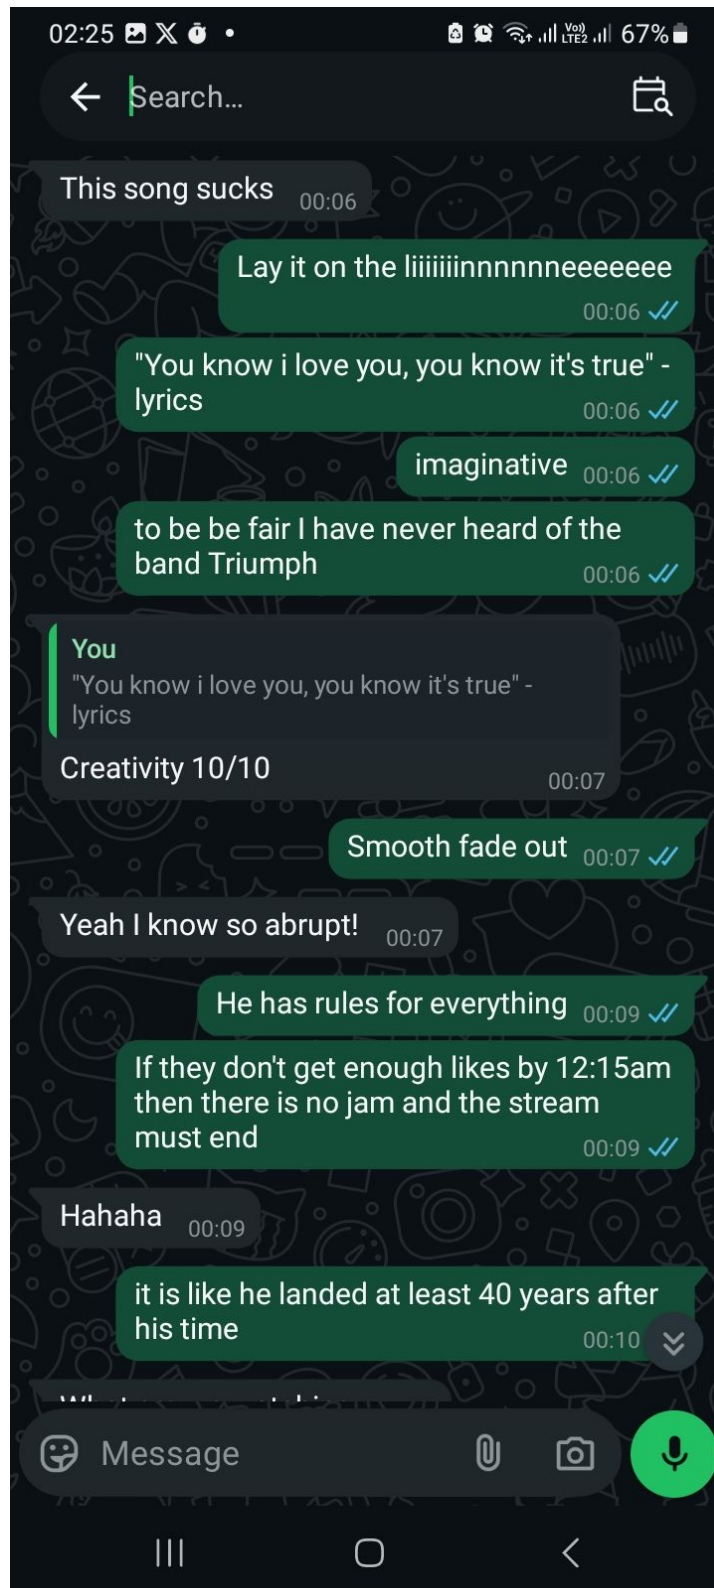 02:25
67%
Search…
This song sucks 00:06
Lay it on the liiiiiiinnnnnneeeeeee
00:06
"You know i love you, you know it's true" -
lyrics
00:06
imaginative 00:06
to be be fair I have never heard of the
band Triumph
00:06
You
"You know i love you, you know it's true" -
lyrics
Creativity 10/10
00:07
Smooth fade out 00:07
Yeah I know so abrupt! 00:07
He has rules for everything 00:09
If they don't get enough likes by 12:15am
then there is no jam and the stream
must end
00:09
Hahaha 00:09
it is like he landed at least 40 years after
his time
00:10
Message